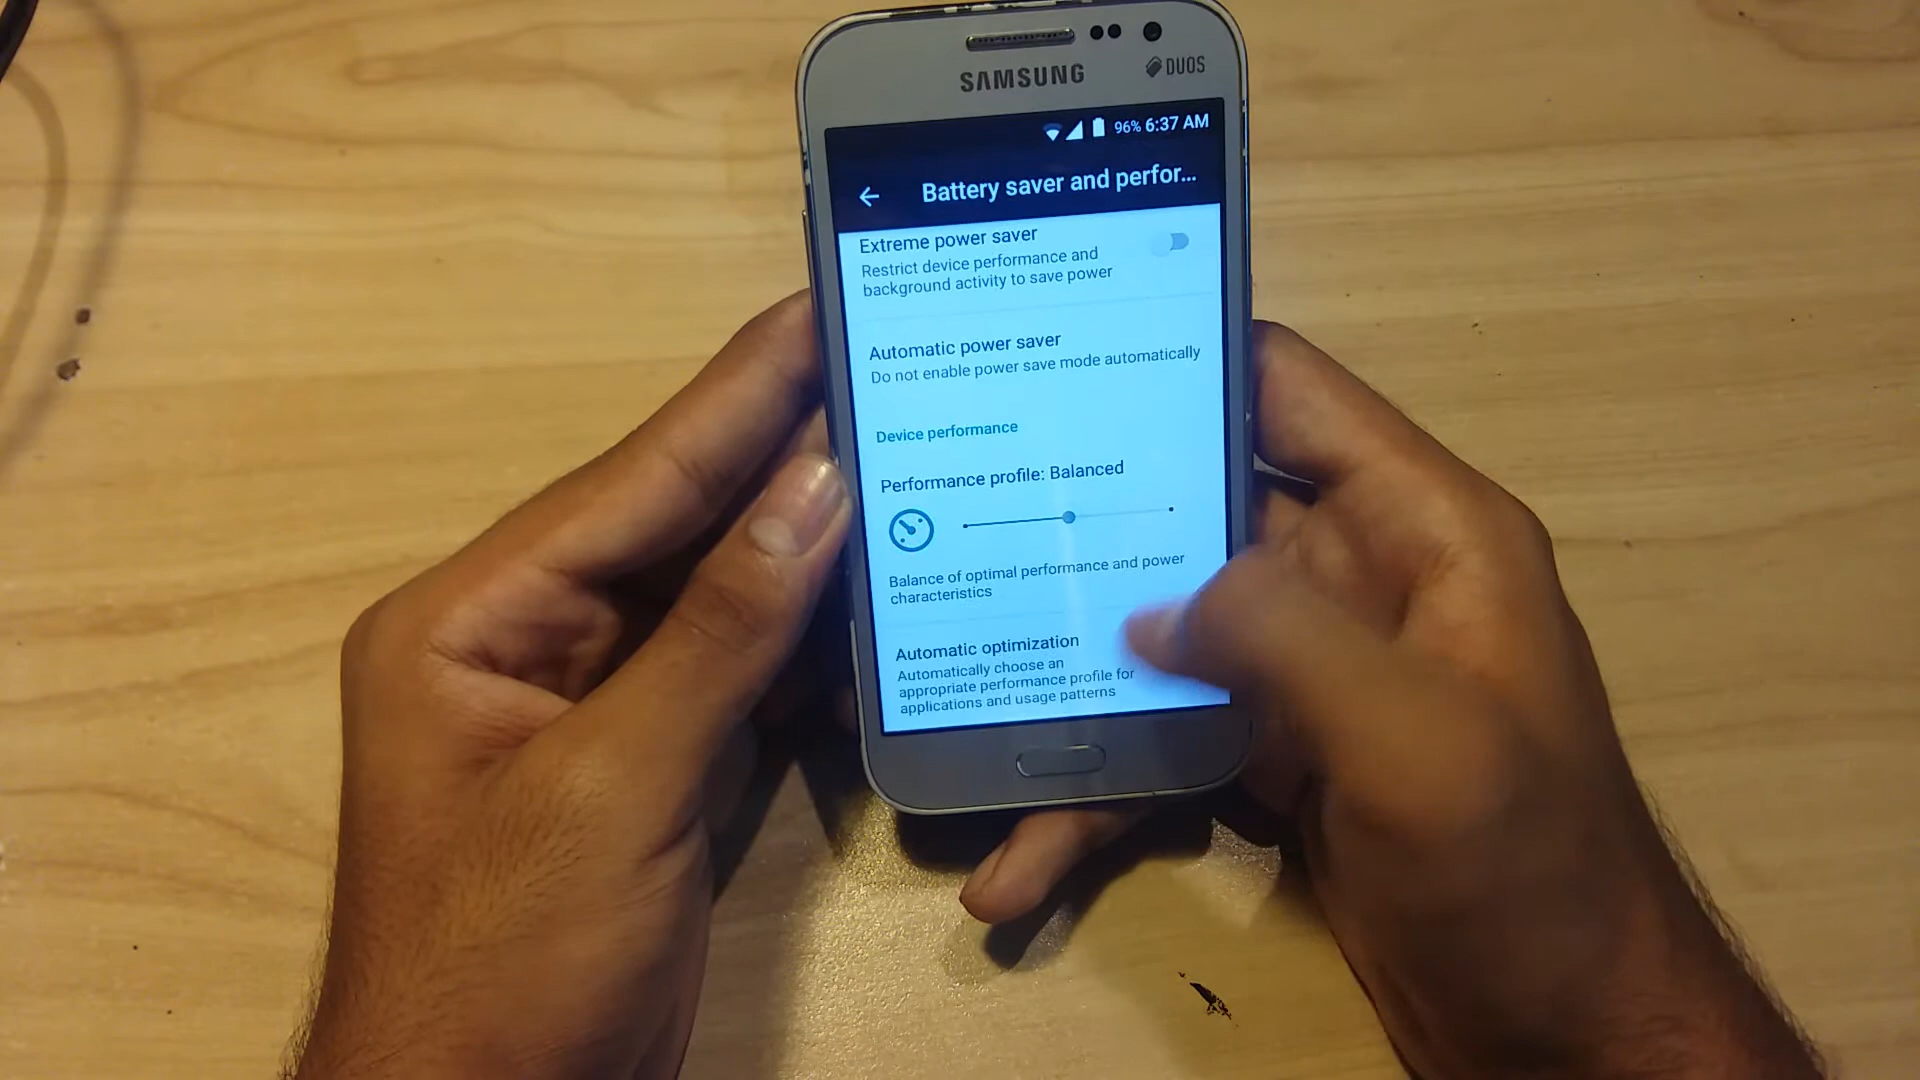 SAMSUNG
DUOS
96% 6:37 AM
Battery saver and perfor...
Extreme power saver
Restrict device performance and
background activity to save power
Automatic power saver
Do not enable power save mode automatically
Device performance
Performance profile: Balanced
Balance of optimal performance and power
characteristics
Automatic optimization
Automatically choose an
appropriate performance profile for
applications and usage patterns